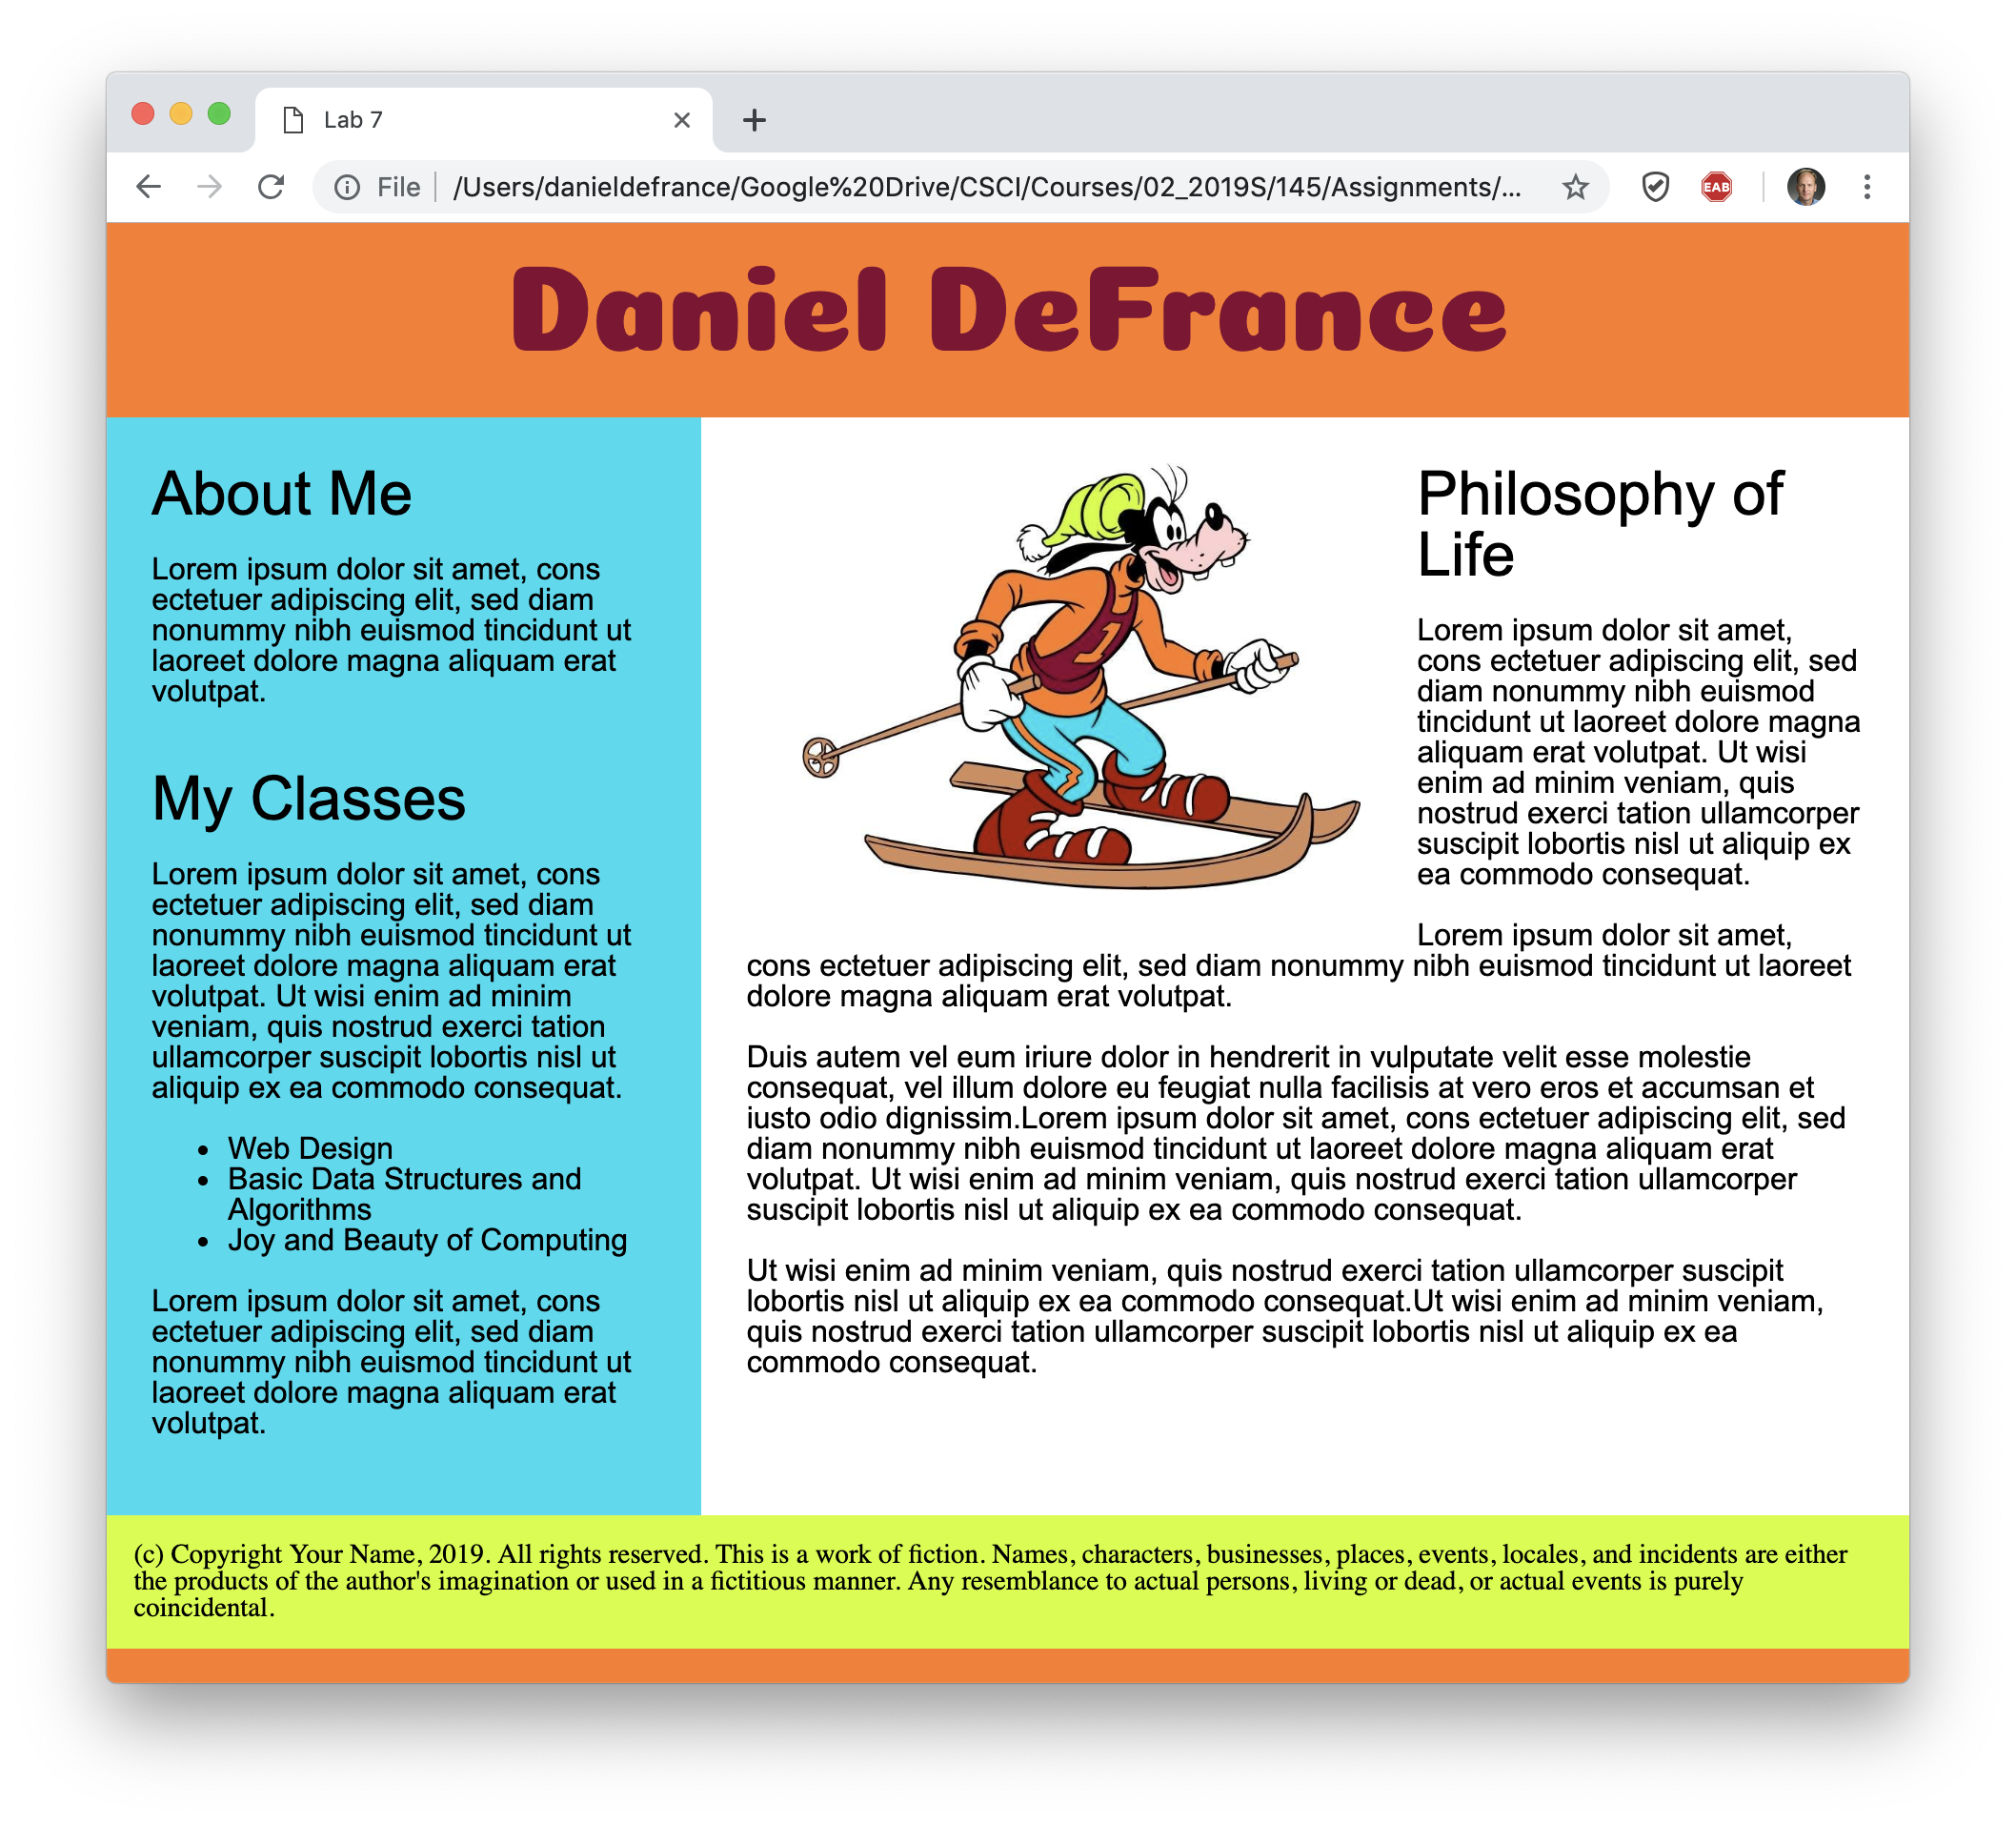 Lab 7
File
/Users/danieldefrance/Google%20Drive/CSCI/Courses/02_2019S/145/Assignments/...
EAB
Daniel DeFrance
About Me
Lorem ipsum dolor sit amet, cons
ectetuer adipiscing elit, sed diam
nonummy nibh euismod tincidunt ut
laoreet dolore magna aliquam erat
volutpat.
My Classes
Lorem ipsum dolor sit amet, cons
ectetuer adipiscing elit, sed diam
nonummy nibh euismod tincidunt ut
laoreet dolore magna aliquam erat
volutpat. Ut wisi enim ad minim
veniam, quis nostrud exerci tation
ullamcorper suscipit lobortis nisl ut
aliquip ex ea commodo consequat.
• Web Design
• Basic Data Structures and
Algorithms
• Joy and Beauty of Computing
Lorem ipsum dolor sit amet, cons
ectetuer adipiscing elit, sed diam
nonummy nibh euismod tincidunt ut
laoreet dolore magna aliquam erat
volutpat.
1
Philosophy of
Life
Lorem ipsum dolor sit amet,
cons ectetuer adipiscing elit, sed
diam nonummy nibh euismod
tincidunt ut laoreet dolore magna
aliquam erat volutpat. Ut wisi
enim ad minim veniam, quis
nostrud exerci tation ullamcorper
suscipit lobortis nisl ut aliquip ex
ea commodo consequat.
Lorem ipsum dolor sit amet,
cons ectetuer adipiscing elit, sed diam nonummy nibh euismod tincidunt ut laoreet
dolore magna aliquam erat volutpat.
Duis autem vel eum iriure dolor in hendrerit in vulputate velit esse molestie
consequat, vel illum dolore eu feugiat nulla facilisis at vero eros et accumsan et
iusto odio dignissim.Lorem ipsum dolor sit amet, cons ectetuer adipiscing elit, sed
diam nonummy nibh euismod tincidunt ut laoreet dolore magna aliquam erat
volutpat. Ut wisi enim ad minim veniam, quis nostrud exerci tation ullamcorper
suscipit lobortis nisl ut aliquip ex ea commodo consequat.
Ut wisi enim ad minim veniam, quis nostrud exerci tation ullamcorper suscipit
lobortis nisl ut aliquip ex ea commodo consequat.Ut wisi enim ad minim veniam,
quis nostrud exerci tation ullamcorper suscipit lobortis nisl ut aliquip ex ea
commodo consequat.
(c) Copyright Your Name, 2019. All rights reserved. This is a work of fiction. Names, characters, businesses, places, events, locales, and incidents are either
the products of the author's imagination or used in a fictitious manner. Any resemblance to actual persons, living or dead, or actual events is purely
coincidental.